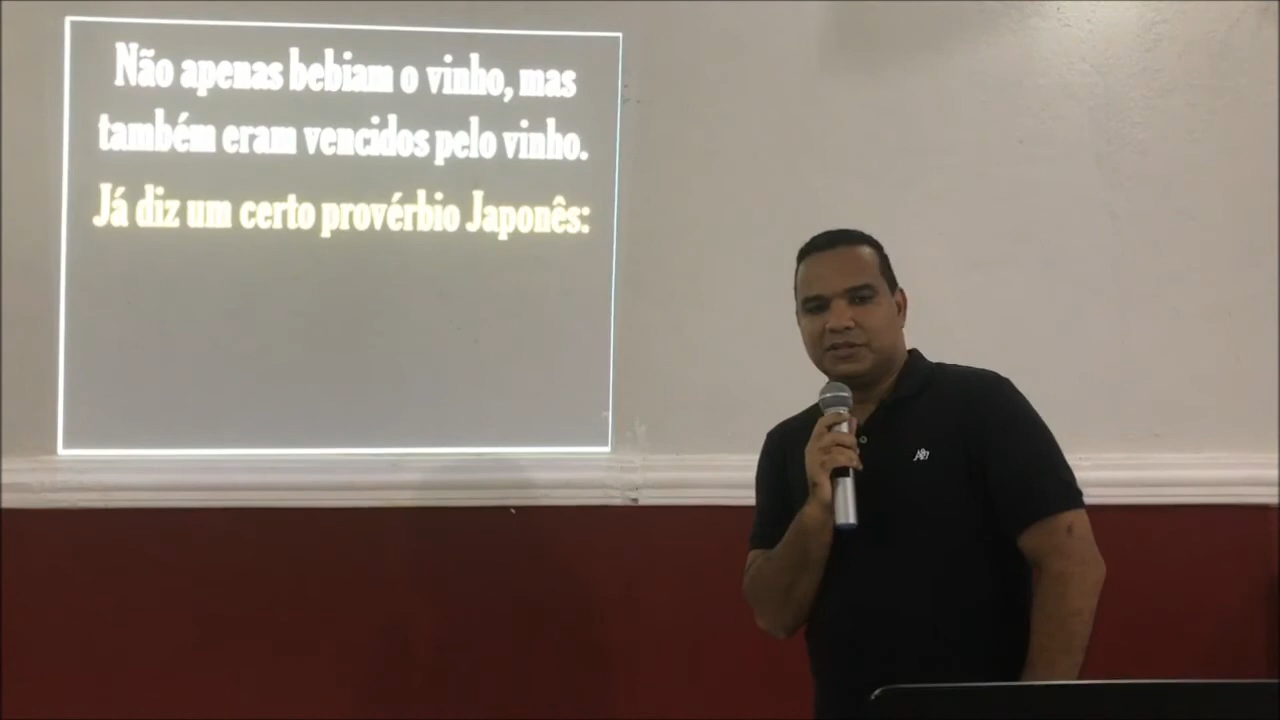 Não apenas bebiam o vinho, mas
também eram vencidos pelo vinho.
Já diz um certo provérbio Japonês: